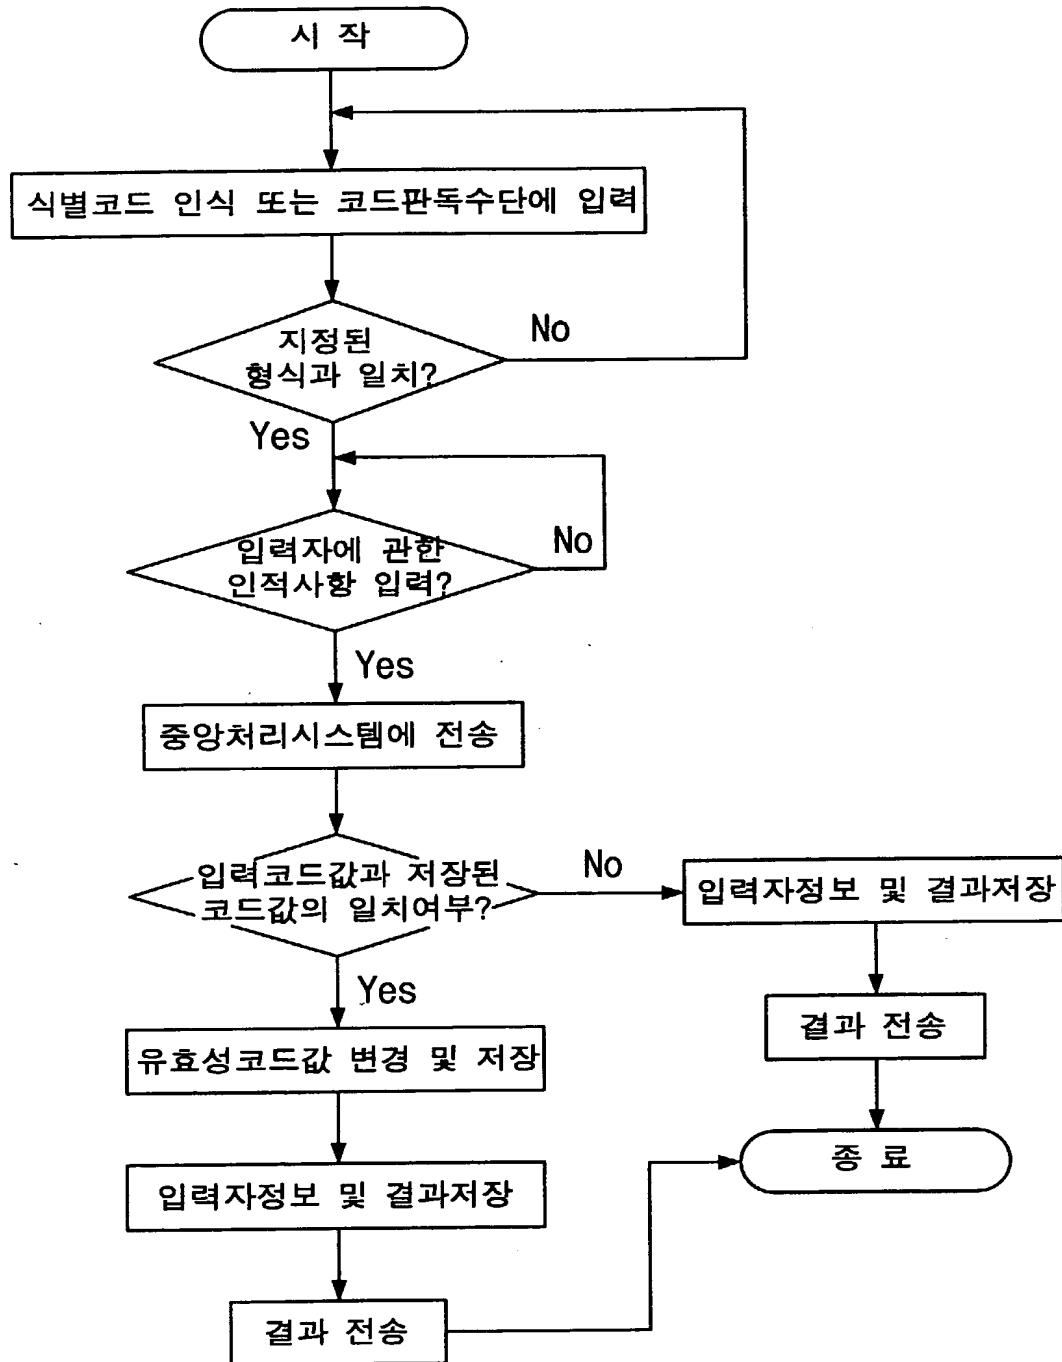 시 작
식별코드 인식 또는 코드판독수단에 입력
지정된
형식과 일치?
No
Yes
입력자에 관한
인적사항 입력?
No
Yes
중앙처리시스템에 전송
입력코드값과 저장된
코드값의 일치여부?
No
입력자정보 및 결과저장
Yes
결과 전송
유효성코드값 변경 및 저장
종 료
입력자정보 및 결과저장
결과 전송